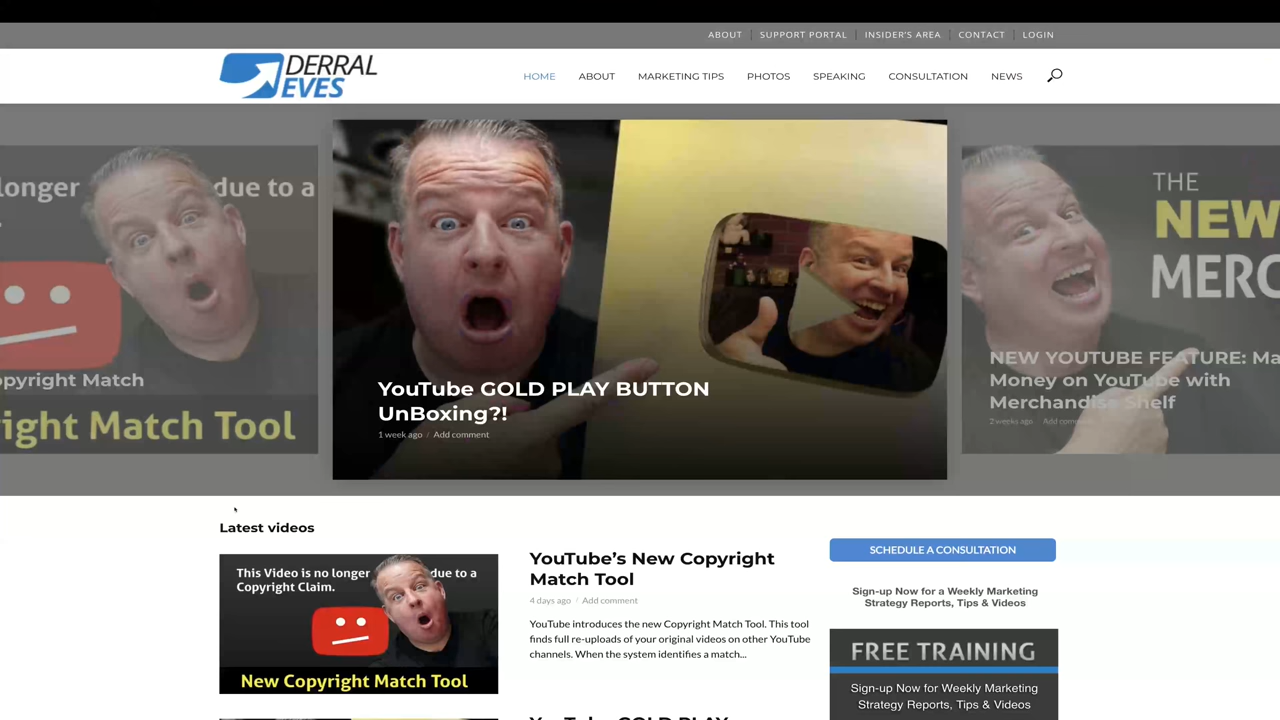 ABOUT SUPPORT PORTAL INSIDER'S AREA CONTACT LOGIN
DERRAL
EVES
HOME ABOUT MARKETING TIPS PHOTOS SPEAKING CONSULTATION NEWS
longer due to a
opyright Match
ight Match Tool
YouTube GOLD PLAY BUTTON
UnBoxing?!
1 week ago / Add comment
THE
NEW
MERC
NEW YOUTUBE FEATURE: Ma
Money on YouTube with
Merchandise Shelf
2 weeks ago Add comment
Latest videos
This Video is no longer due to a
Copyright Claim.
New Copyright Match Tool
YouTube's New Copyright
Match Tool
4 days ago / Add comment
YouTube introduces the new Copyright Match Tool. This tool
finds full re-uploads of your original videos on other YouTube
channels. When the system identifies a match...
YouTube GOLD PLAY
SCHEDULE A CONSULTATION
Sign-up Now for a Weekly Marketing
Strategy Reports, Tips & Videos
FREE TRAINING
Sign-up Now for Weekly Marketing
Strategy Reports, Tips & Videos